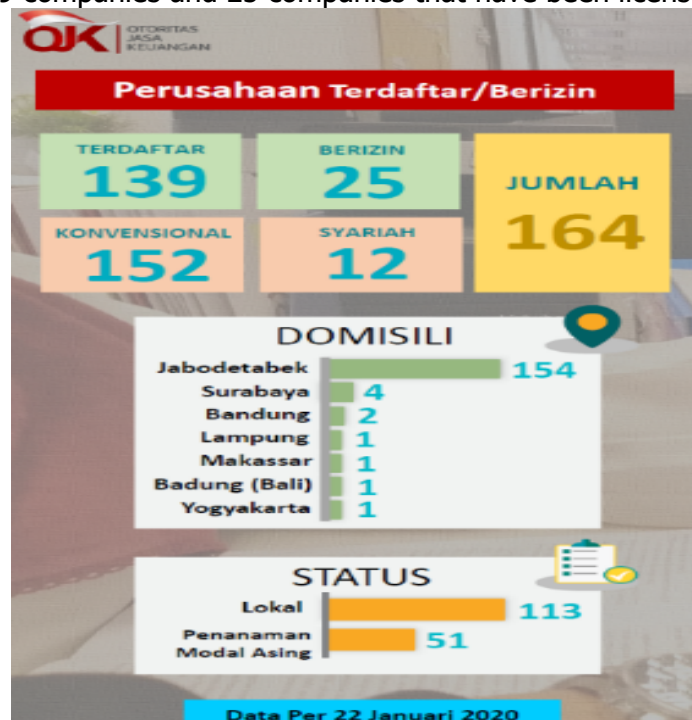 OJK
OTORITAS
JASA
KEUANGAN
Perusahaan Terdaftar/Berizin
TERDAFTAR
139
BERIZIN
25
JUMLAH
164
KONVENSIONAL
152
SYARIAH
12
DOMISILI
Jabodetabek 154
Surabaya 4
Bandung 2
Lampung 1
Makassar 1
Badung (Bali) 1
Yogyakarta 1
STATUS
Lokal 113
Penanaman
Modal Asing 51
Data Per 22 Januari 2020